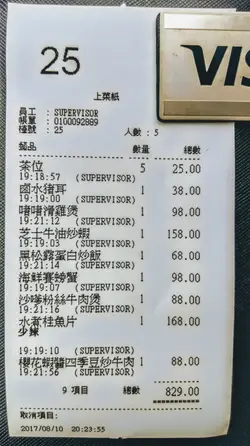 VIS
25
上菜紙
員工 : SUPERVISOR
帳單 : 0100092889
檯號 : 25 人數 : 5
餸品 數量 總數
茶位 5 25.00
19:18:57 (SUPERVISOR)
鹵水猪耳 1 38.00
19:19:00 (SUPERVISOR)
啫啫滑雞煲 1 98.00
19:21:12 (SUPERVISOR)
芝士牛油炒蝦 1 158.00
19:19:03 (SUPERVISOR)
黑松露蛋白炒飯 1 68.00
19:21:14 (SUPERVISOR)
海鮮賽螃蟹 1 98.00
19:19:07 (SUPERVISOR)
沙嗲粉絲牛肉煲 1 88.00
19:21:16 (SUPERVISOR)
水煮桂魚片 1 168.00
少辣
19:19:10 (SUPERVISOR)
櫻花蝦醬四季豆炒牛肉 1 88.00
19:21:56 (SUPERVISOR)
9 項目 總數 829.00
取消項目:
2017/08/10 20:23:55